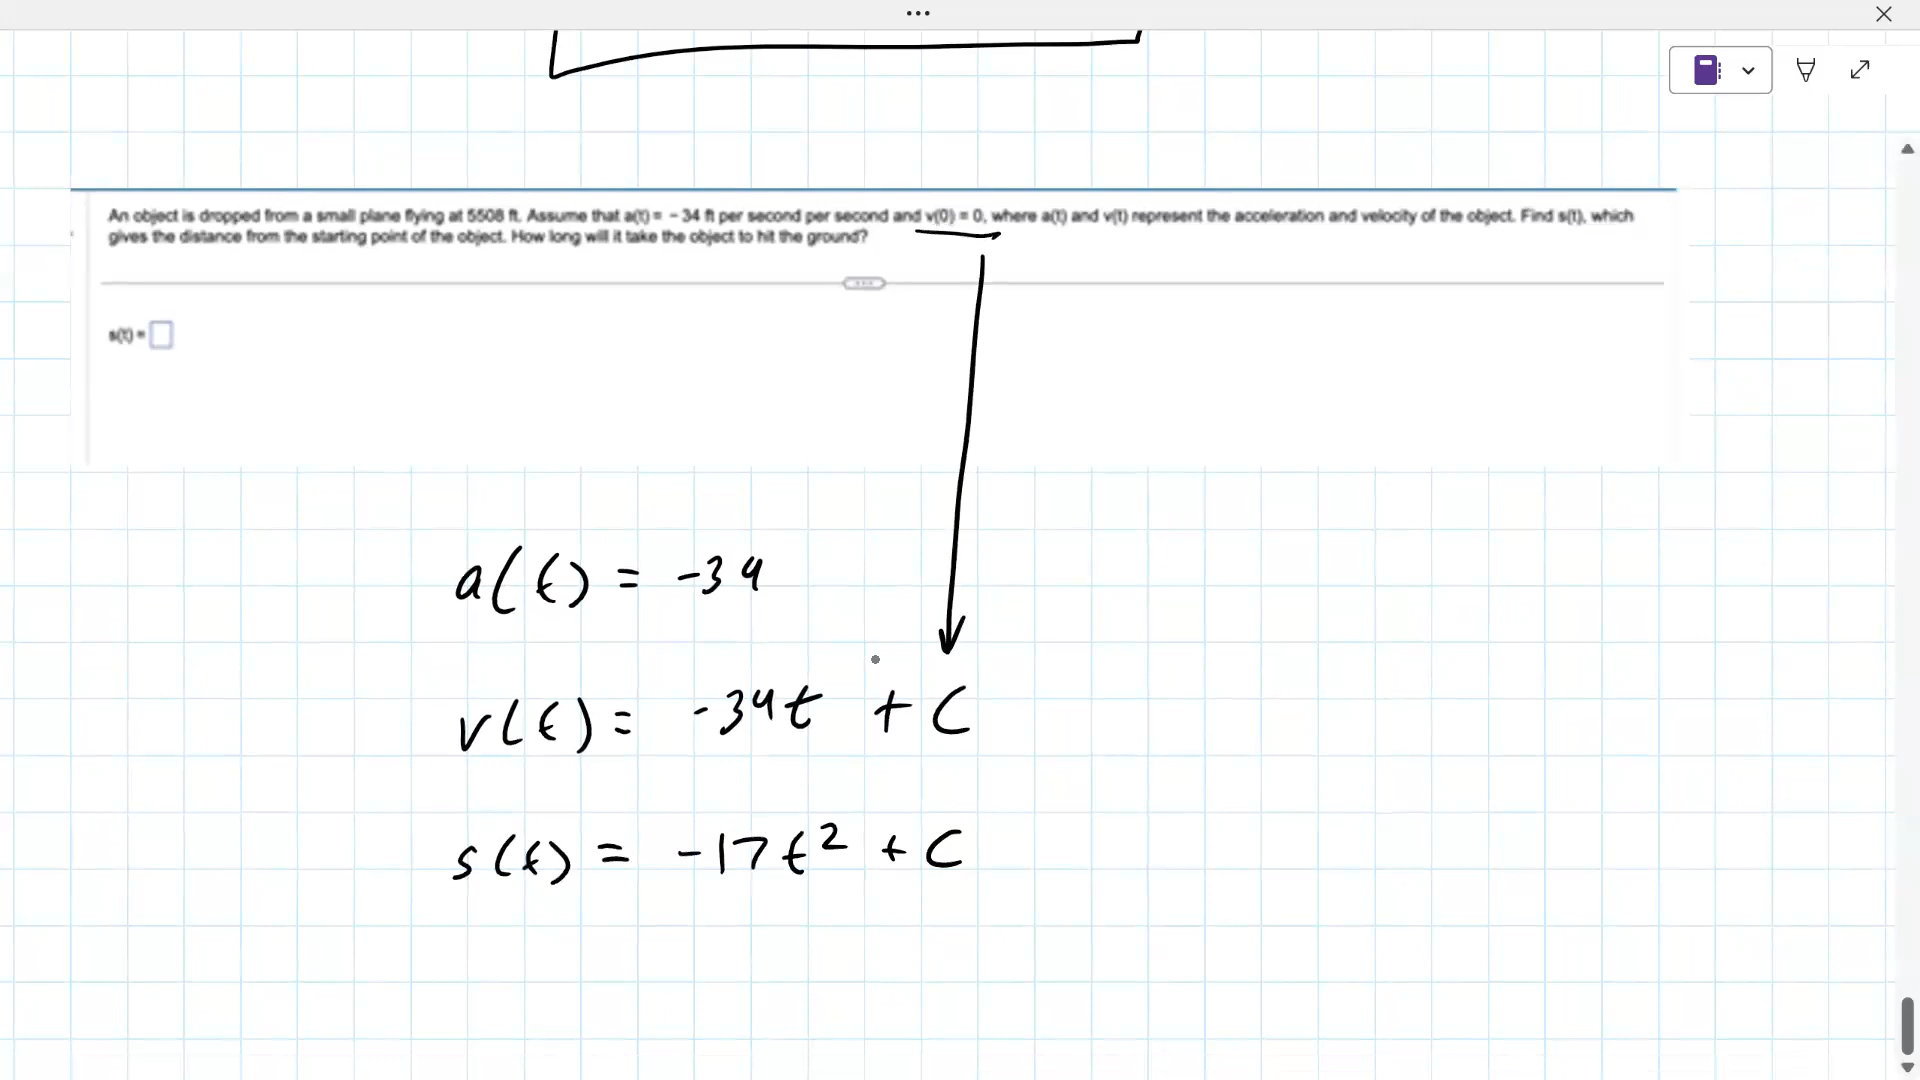 An object is dropped from a small plane flying at 5508 ft. Assume that a(t) = − 34 ft per second per second and v(0) = 0, where a(t) and v(t) represent the acceleration and velocity of the object. Find s(t), which
gives the distance from the starting point of the object. How long will it take the object to hit the ground?
s(t) =
a(t) = -34
v(t) = -34t + C
s(t) = -17t² + C